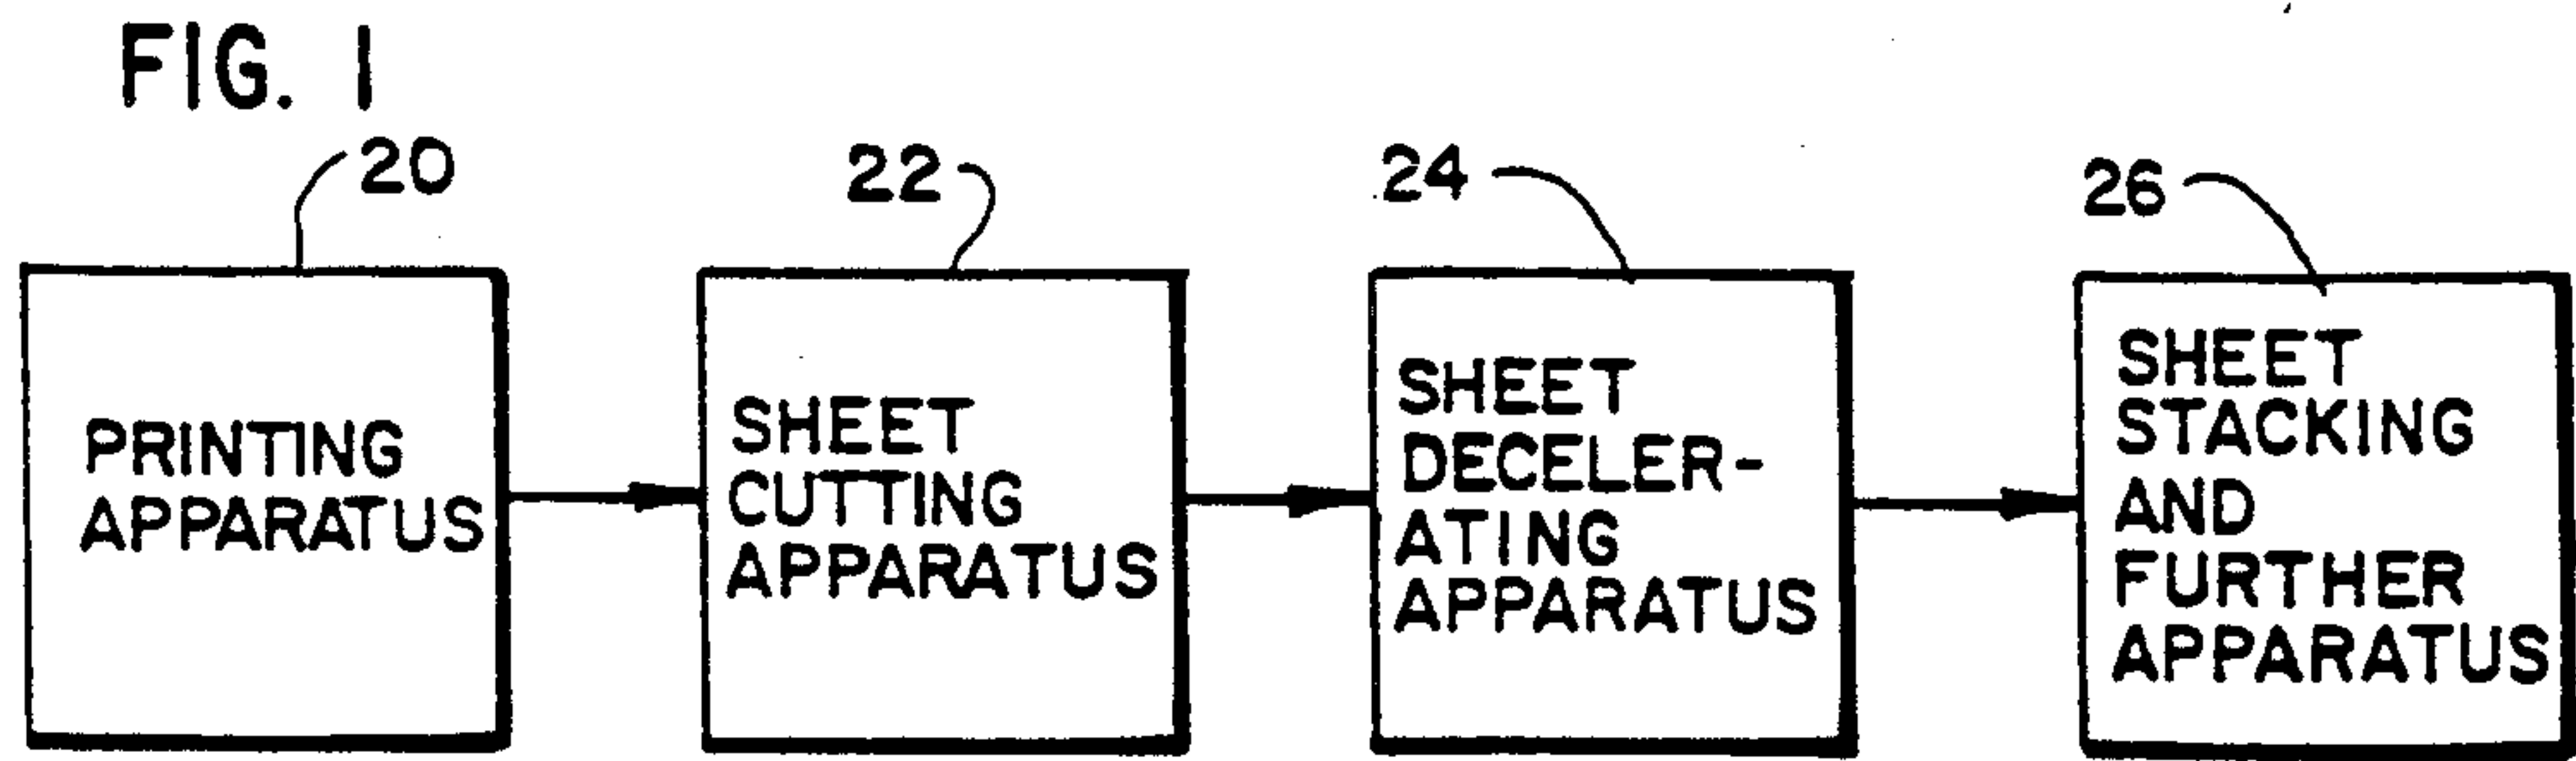 FIG. 1
20
22
24
26
PRINTING
APPARATUS
SHEET
CUTTING
APPARATUS
SHEET
DECELER-
ATING
APPARATUS
SHEET
STACKING
AND
FURTHER
APPARATUS